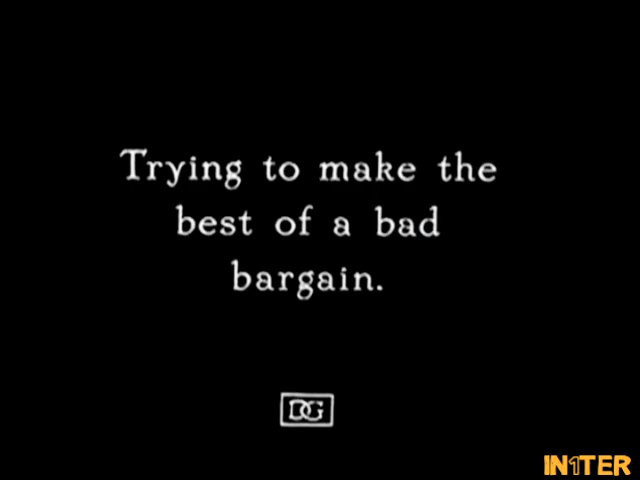 Trying to make the
best of a bad
bargain.
DG
IN1TER